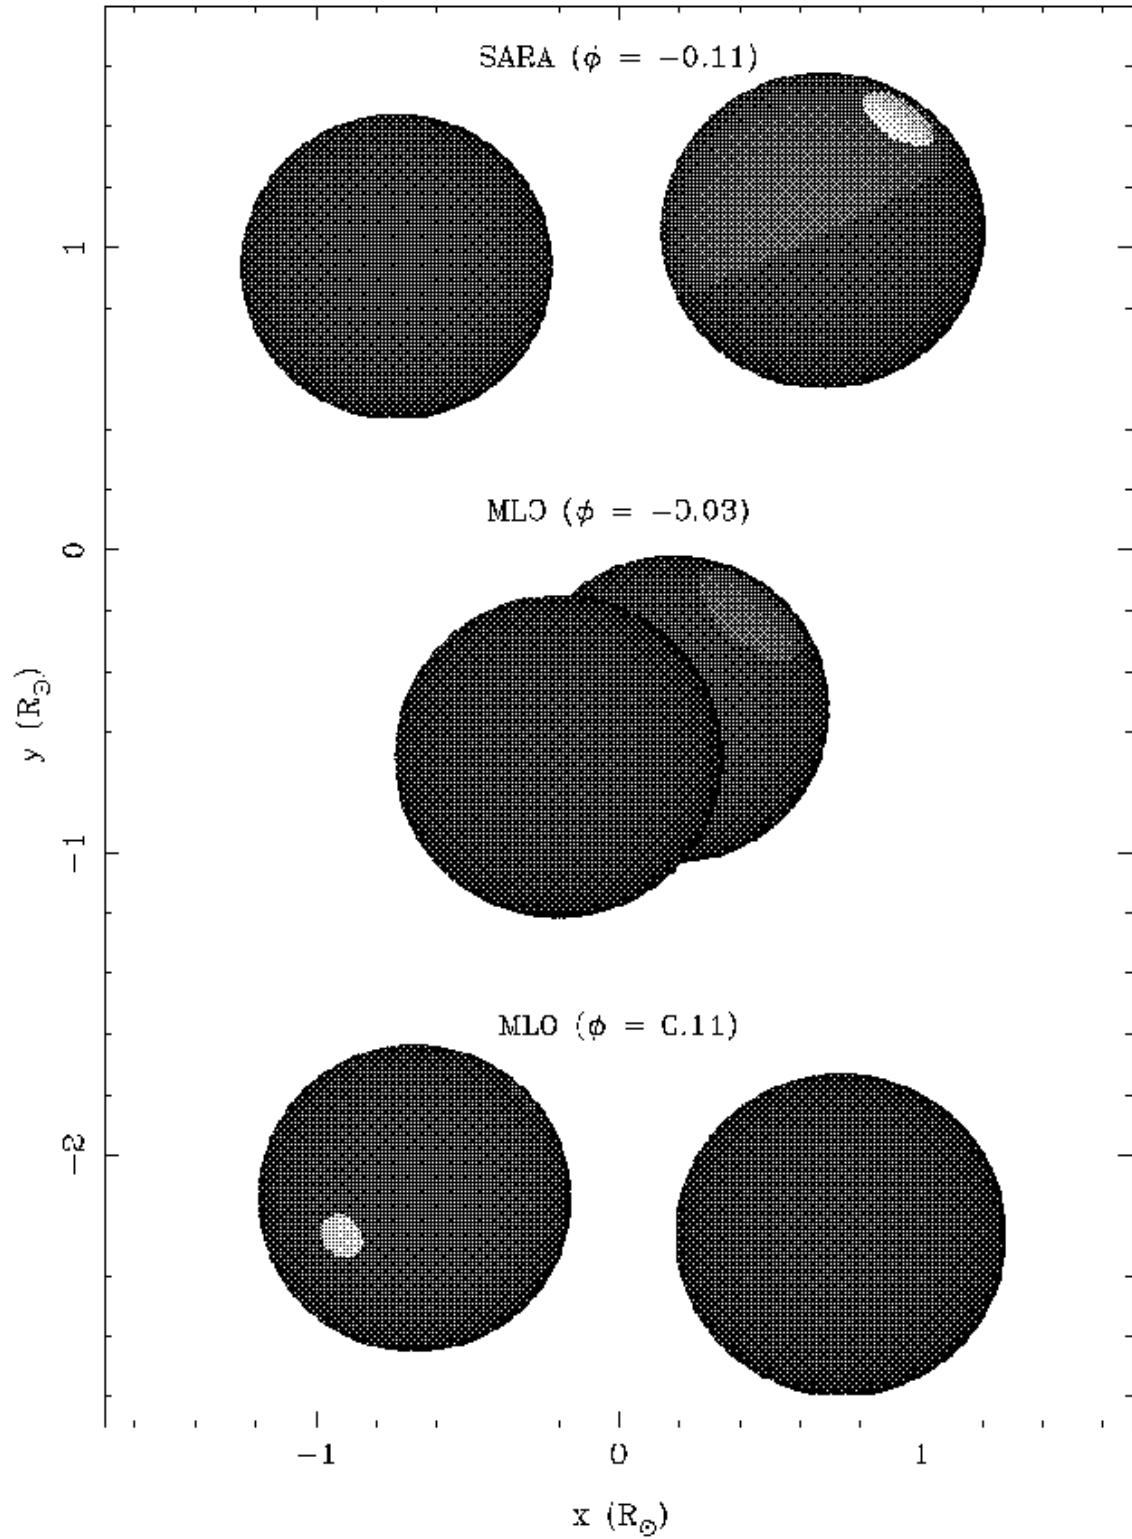 SARA (ϕ = −0.11)
1
MLO (ϕ = −0.03)
0
y (R☉)
−1
MLO (ϕ = 0.11)
−2
−1 0 1
x (R☉)